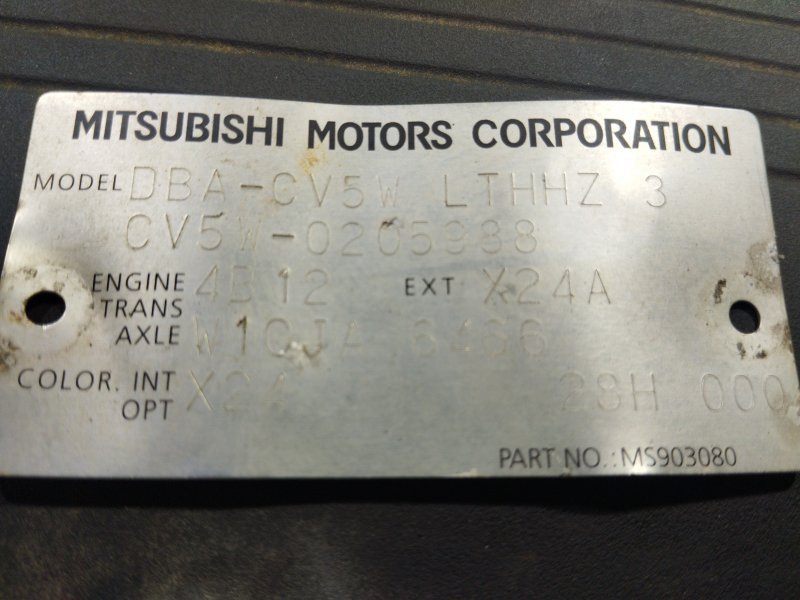 MITSUBISHI MOTORS CORPORATION
MODEL DBA-CV5W LTHHZ 3
CV5W-0205988
ENGINE 4B12 EXT X24A
TRANS
AXLE W1CJA 6466
COLOR. INT X24 28H 000
OPT
PART NO.:MS903080